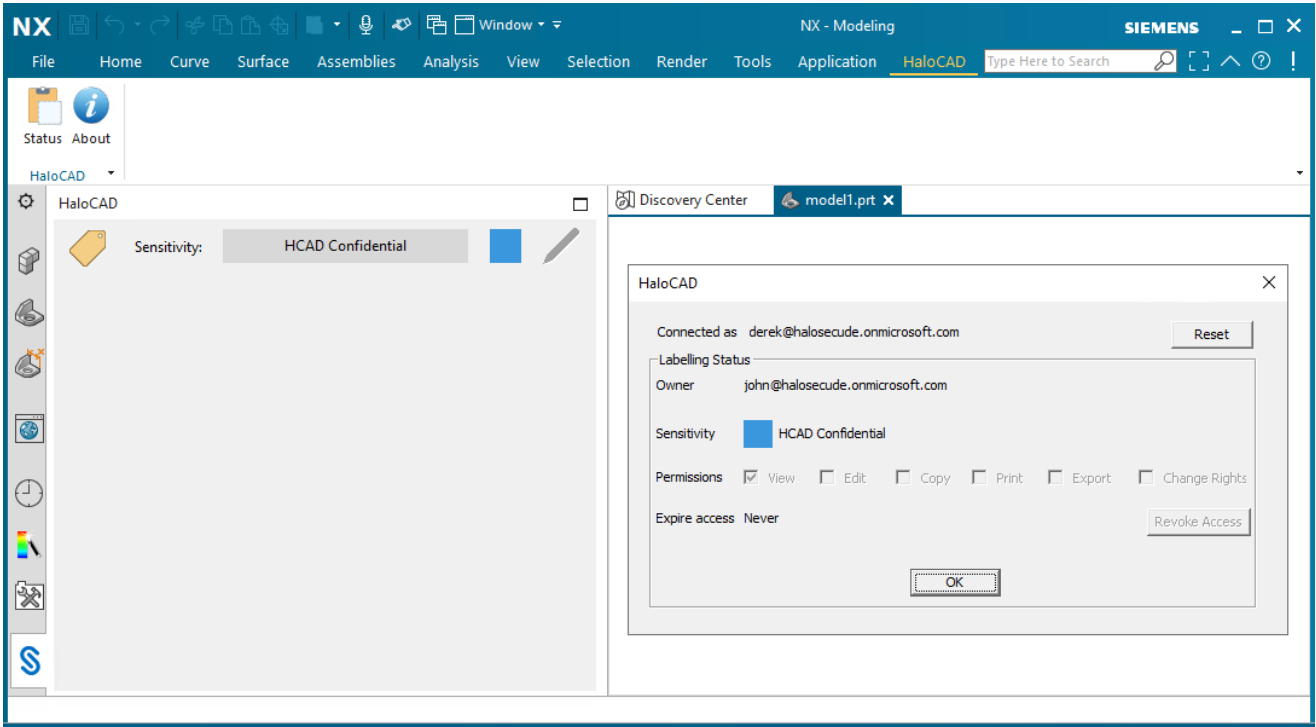 NX Window NX - Modeling SIEMENS
File Home Curve Surface Assemblies Analysis View Selection Render Tools Application HaloCAD Type Here to Search
Status About
HaloCAD
HaloCAD
Discovery Center model1.prt
Sensitivity: HCAD Confidential
HaloCAD
Connected as derek@halosecude.onmicrosoft.com Reset
Labelling Status
Owner john@halosecude.onmicrosoft.com
Sensitivity HCAD Confidential
Permissions View Edit Copy Print Export Change Rights
Expire access Never Revoke Access
OK